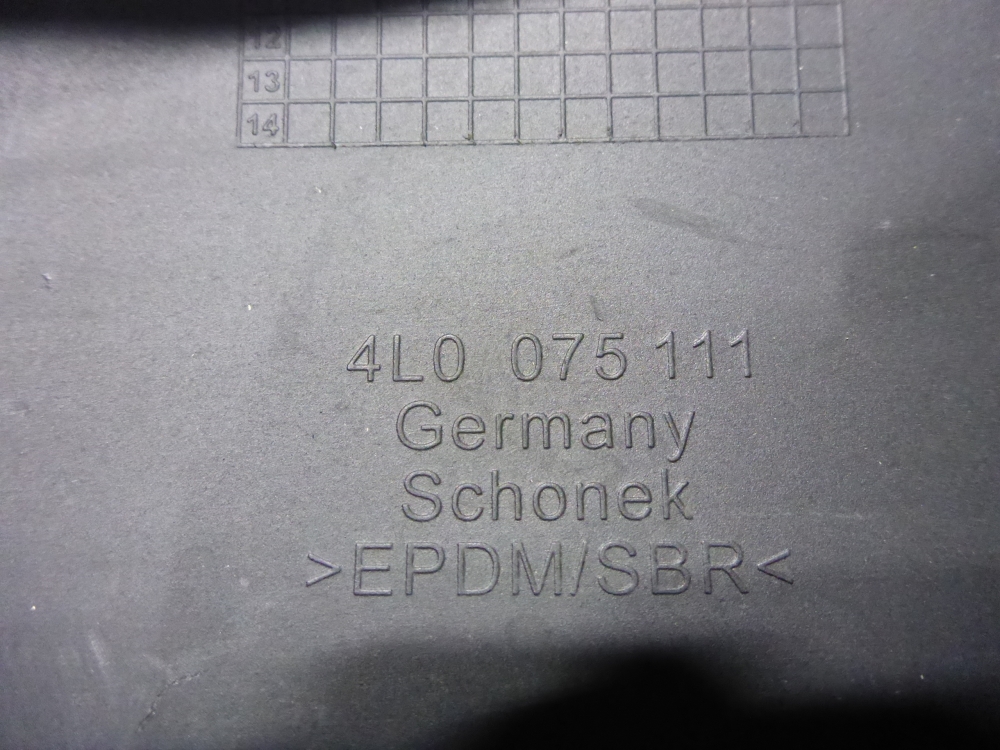 12
13
14
4L0 075 111
Germany
Schonek
>EPDM/SBR<